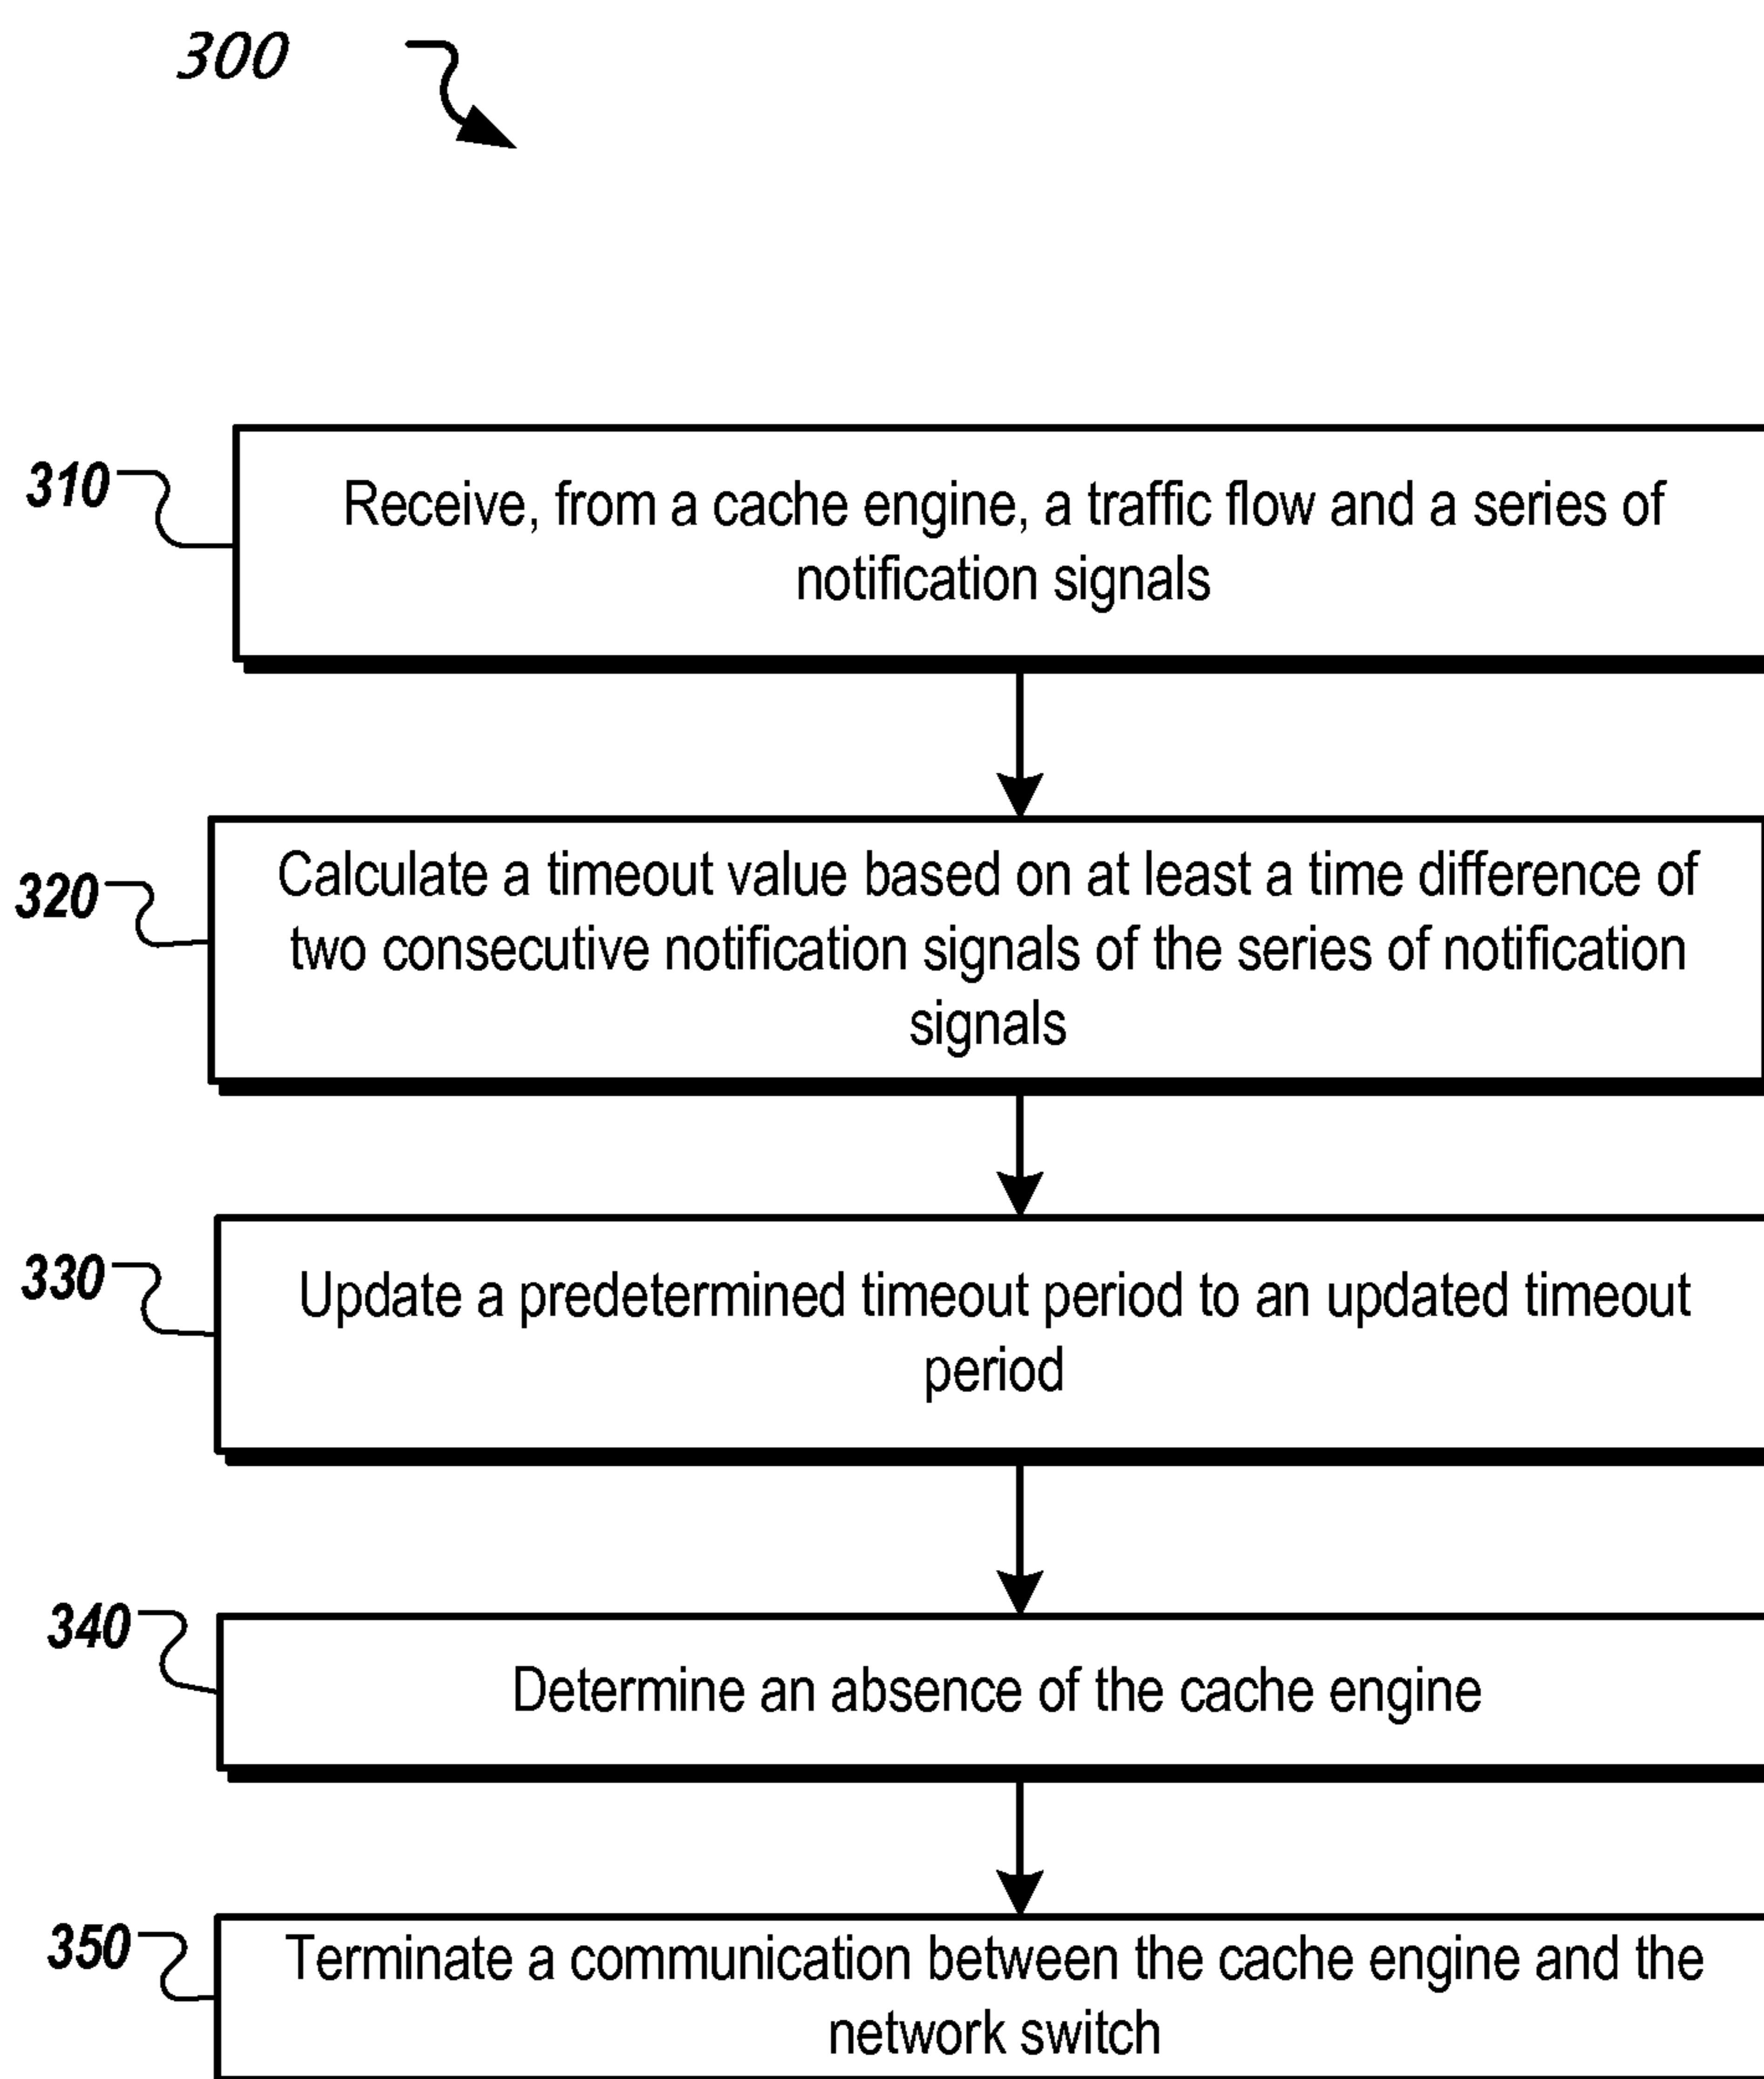 300
310
Receive, from a cache engine, a traffic flow and a series of
notification signals
320
Calculate a timeout value based on at least a time difference of
two consecutive notification signals of the series of notification
signals
330
Update a predetermined timeout period to an updated timeout
period
340
Determine an absence of the cache engine
350
Terminate a communication between the cache engine and the
network switch